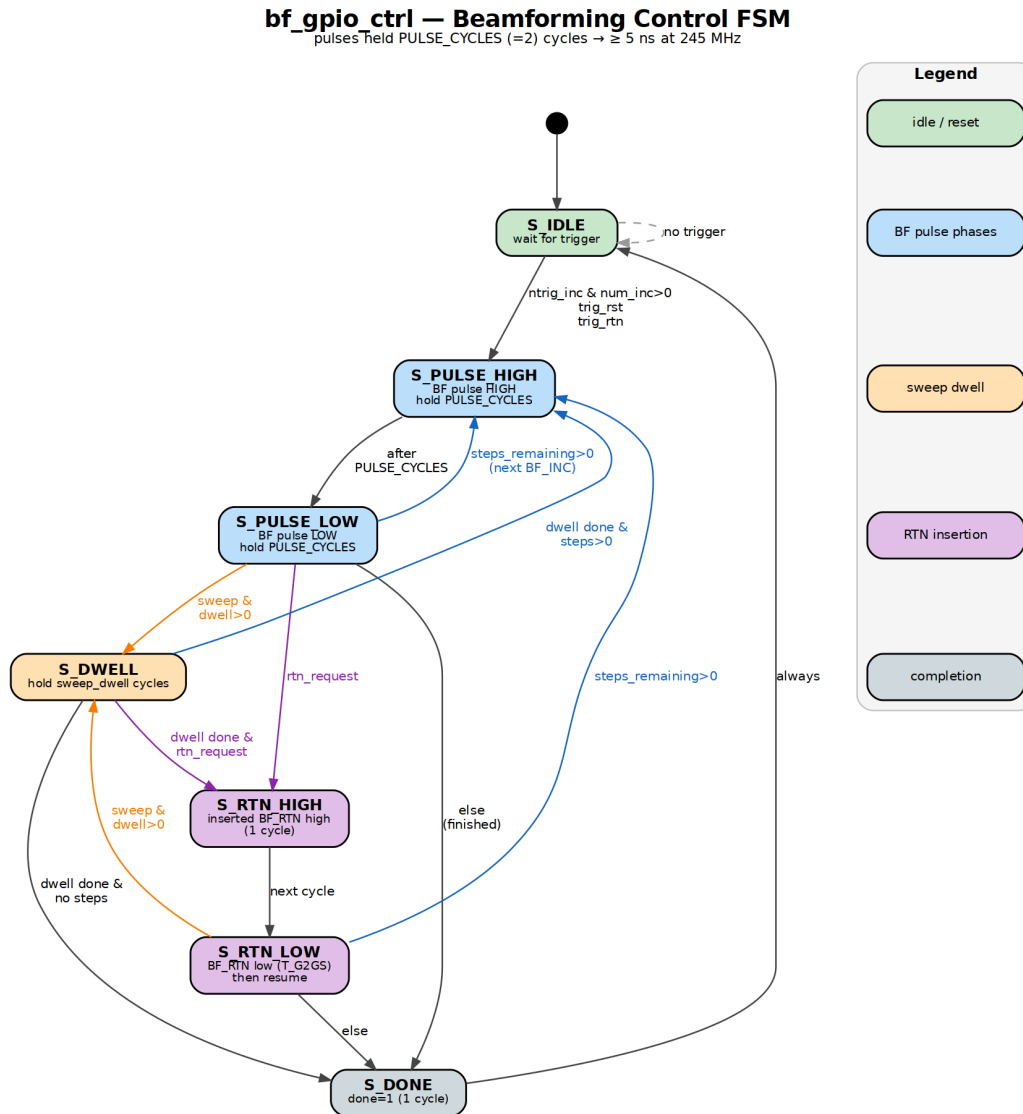 bf_gpio_ctrl — Beamforming Control FSM
pulses held PULSE_CYCLES (=2) cycles → ≥ 5 ns at 245 MHz
Legend
idle / reset
BF pulse phases
sweep dwell
RTN insertion
completion
S_IDLE
wait for trigger
no trigger
ntrig_inc & num_inc>0
trig_rst
trig_rtn
S_PULSE_HIGH
BF pulse HIGH
hold PULSE_CYCLES
after
PULSE_CYCLES
steps_remaining>0
(next BF_INC)
S_PULSE_LOW
BF pulse LOW
hold PULSE_CYCLES
dwell done &
steps>0
sweep &
dwell>0
S_DWELL
hold sweep_dwell cycles
rtn_request
steps_remaining>0
always
dwell done &
rtn_request
S_RTN_HIGH
inserted BF_RTN high
(1 cycle)
sweep &
dwell>0
else
(finished)
dwell done &
no steps
next cycle
S_RTN_LOW
BF_RTN low (T_G2GS)
then resume
else
S_DONE
done=1 (1 cycle)